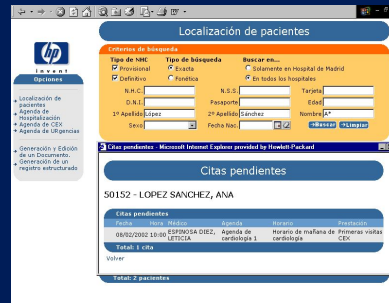 Localización de pacientes
hp
invent
Opciones
Localización de pacientes
Agenda de Hospitalización
Agenda de CEX
Agenda de URgencias
Generación y Edición de un Documento.
Generación de un registro estructurado
Criterios de búsqueda
Tipo de NHC Tipo de búsqueda Buscar en...
Provisional Exacta Solamente en Hospital de Madrid
Definitivo Fonética En todos los hospitales
N.H.C. N.S.S. Tarjeta
D.N.I. Pasaporte Edad
1º Apellido López 2º Apellido Sánchez Nombre A*
Sexo Fecha Nac. Buscar Limpiar
Citas pendientes - Microsoft Internet Explorer provided by Hewlett-Packard
Citas pendientes
50152 - LOPEZ SANCHEZ, ANA
Citas pendientes
Fecha Hora Médico Agenda Horario Prestación
08/02/2002 10:00 ESPINOSA DIEZ, LETICIA Agenda de cardiología 1 Horario de mañana de cardiología Primeras visitas CEX
Total: 1 cita
Volver
Total: 2 pacientes